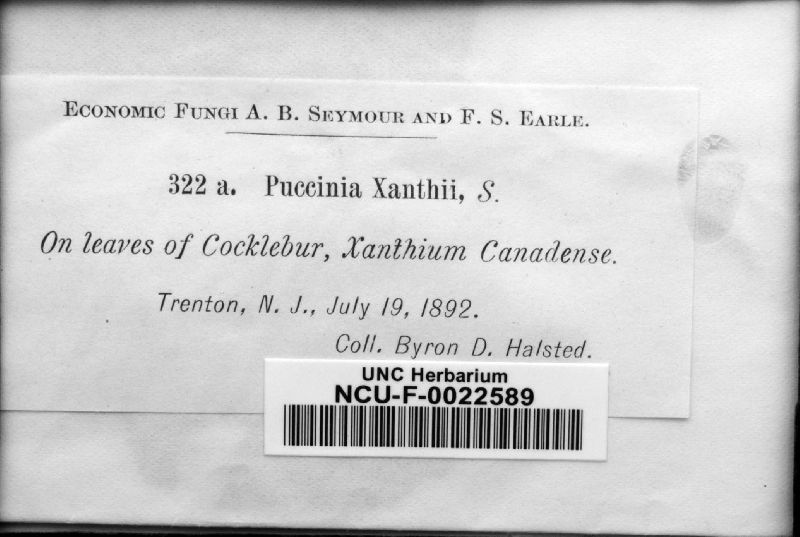 Economic Fungi A. B. Seymour and F. S. Earle.
322 a. Puccinia Xanthii, S.
On leaves of Cocklebur, Xanthium Canadense.
Trenton, N. J., July 19, 1892.
Coll. Byron D. Halsted.
UNC Herbarium
NCU-F-0022589